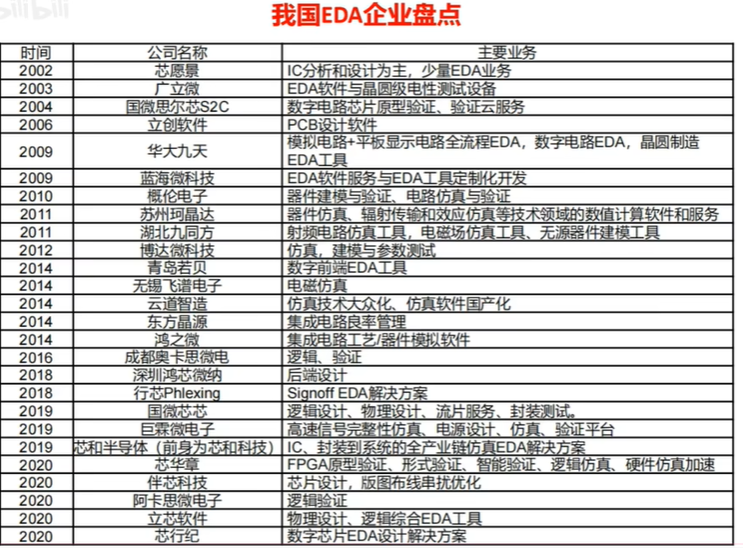 bilibili
我国EDA企业盘点
时间 公司名称 主要业务
2002 芯愿景 IC分析和设计为主，少量EDA业务
2003 广立微 EDA软件与晶圆级电性测试设备
2004 国微思尔芯S2C 数字电路芯片原型验证、验证云服务
2006 立创软件 PCB设计软件
2009 华大九天 模拟电路+平板显示电路全流程EDA，数字电路EDA，晶圆制造
EDA工具
2009 蓝海微科技 EDA软件服务与EDA工具定制化开发
2010 概伦电子 器件建模与验证、电路仿真与验证
2011 苏州珂晶达 器件仿真、辐射传输和效应仿真等技术领域的数值计算软件和服务
2011 湖北九同方 射频电路仿真工具，电磁场仿真工具、无源器件建模工具
2012 博达微科技 仿真，建模与参数测试
2014 青岛若贝 数字前端EDA工具
2014 无锡飞谱电子 电磁仿真
2014 云道智造 仿真技术大众化、仿真软件国产化
2014 东方晶源 集成电路良率管理
2014 鸿之微 集成电路工艺/器件模拟软件
2016 成都奥卡思微电 逻辑、验证
2018 深圳鸿芯微纳 后端设计
2018 行芯Phlexing Signoff EDA解决方案
2019 国微芯芯 逻辑设计、物理设计、流片服务、封装测试。
2019 巨霖微电子 高速信号完整性仿真、电源设计、仿真、验证平台
2019 芯和半导体（前身为芯和科技） IC、封装到系统的全产业链仿真EDA解决方案
2020 芯华章 FPGA原型验证、形式验证、智能验证、逻辑仿真、硬件仿真加速
2020 伴芯科技 芯片设计，版图布线串扰优化
2020 阿卡思微电子 逻辑验证
2020 立芯软件 物理设计、逻辑综合EDA工具
2020 芯行纪 数字芯片EDA设计解决方案